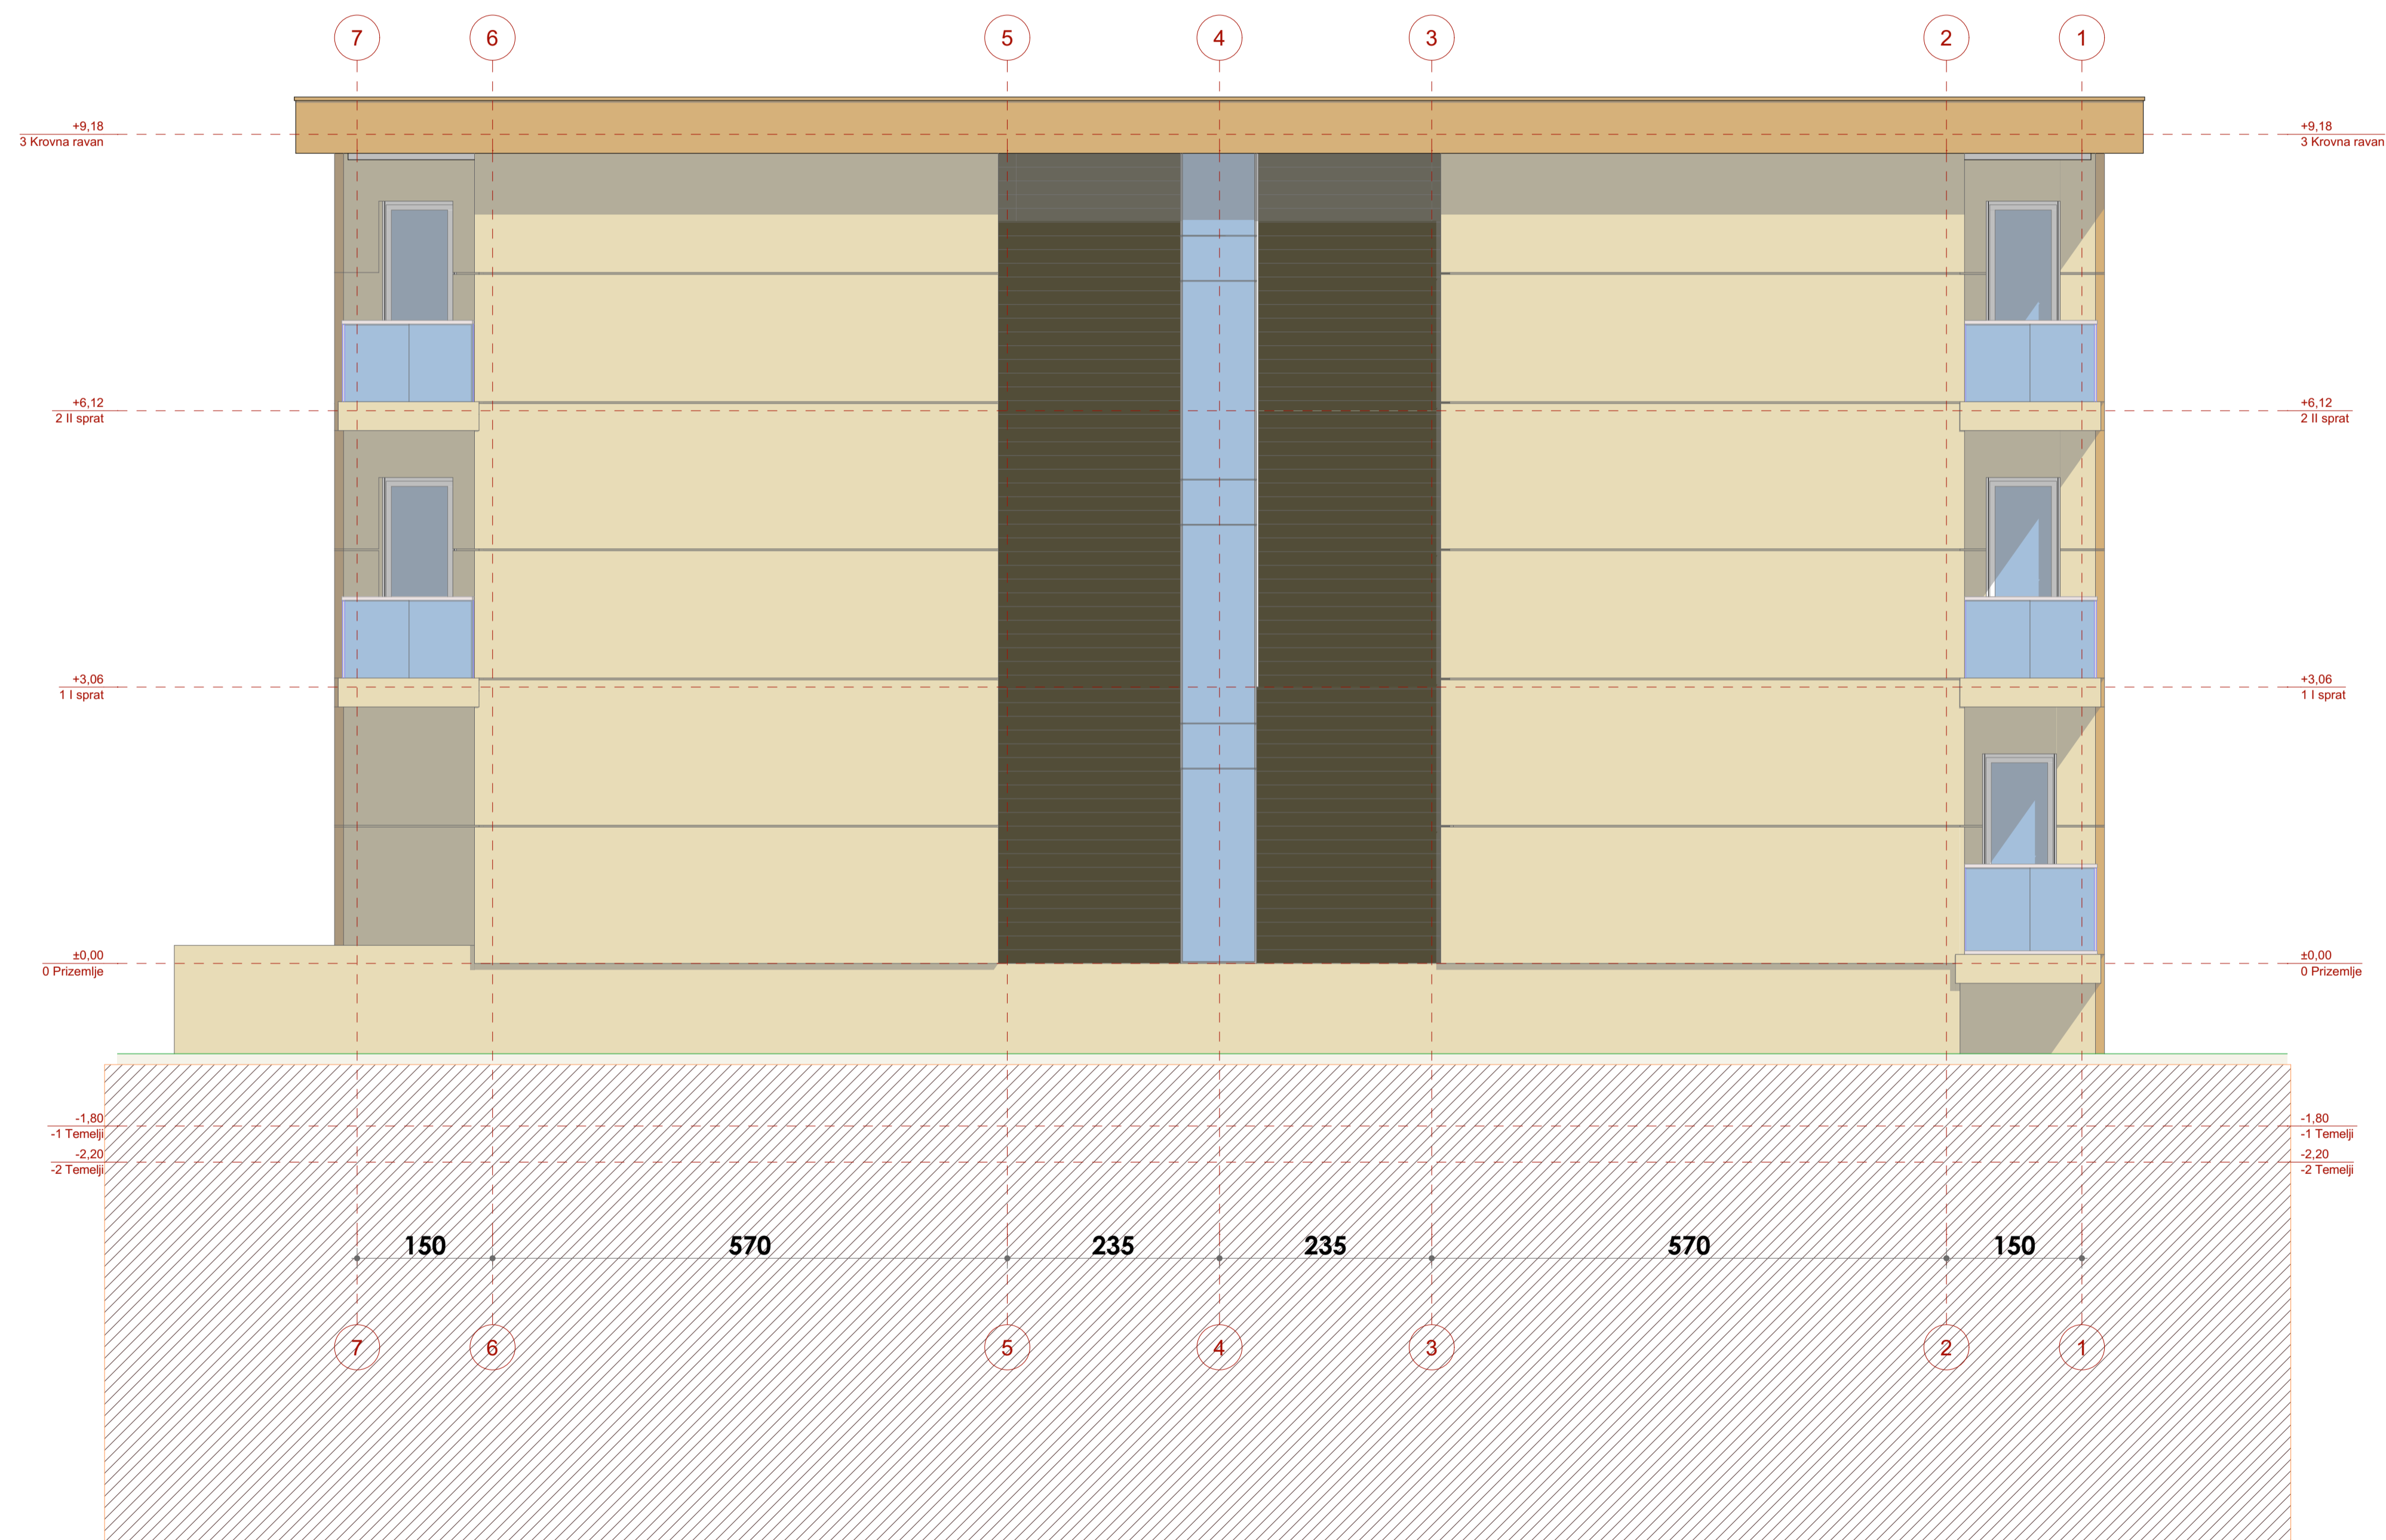 7 6 5 4 3 2 1
+9,18 +9,18
3 Krovna ravan 3 Krovna ravan
+6,12 +6,12
2 II sprat 2 II sprat
+3,06 +3,06
1 I sprat 1 I sprat
±0,00 ±0,00
0 Prizemlje 0 Prizemlje
-1,80 -1,80
-1 Temelji -1 Temelji
-2,20 -2,20
-2 Temelji -2 Temelji
150 570 235 235 570 150
7 6 5 4 3 2 1